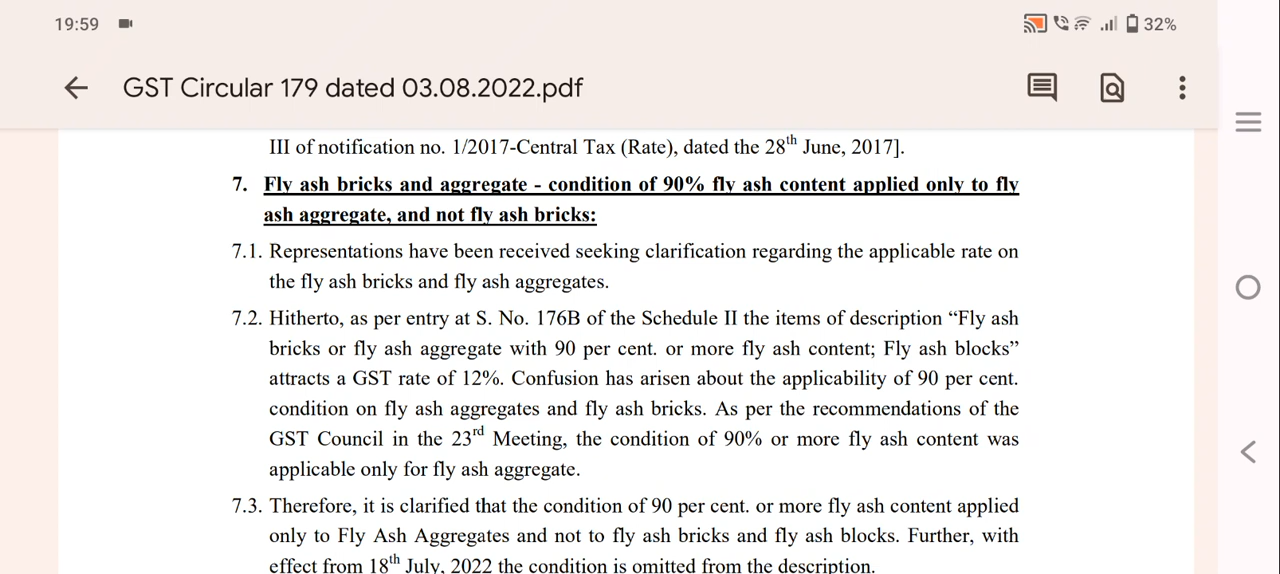 19:59
32%
GST Circular 179 dated 03.08.2022.pdf
III of notification no. 1/2017-Central Tax (Rate), dated the 28th June, 2017].
7. Fly ash bricks and aggregate - condition of 90% fly ash content applied only to fly
ash aggregate, and not fly ash bricks:
7.1. Representations have been received seeking clarification regarding the applicable rate on
the fly ash bricks and fly ash aggregates.
7.2. Hitherto, as per entry at S. No. 176B of the Schedule II the items of description “Fly ash
bricks or fly ash aggregate with 90 per cent. or more fly ash content; Fly ash blocks”
attracts a GST rate of 12%. Confusion has arisen about the applicability of 90 per cent.
condition on fly ash aggregates and fly ash bricks. As per the recommendations of the
GST Council in the 23rd Meeting, the condition of 90% or more fly ash content was
applicable only for fly ash aggregate.
7.3. Therefore, it is clarified that the condition of 90 per cent. or more fly ash content applied
only to Fly Ash Aggregates and not to fly ash bricks and fly ash blocks. Further, with
effect from 18th July, 2022 the condition is omitted from the description.